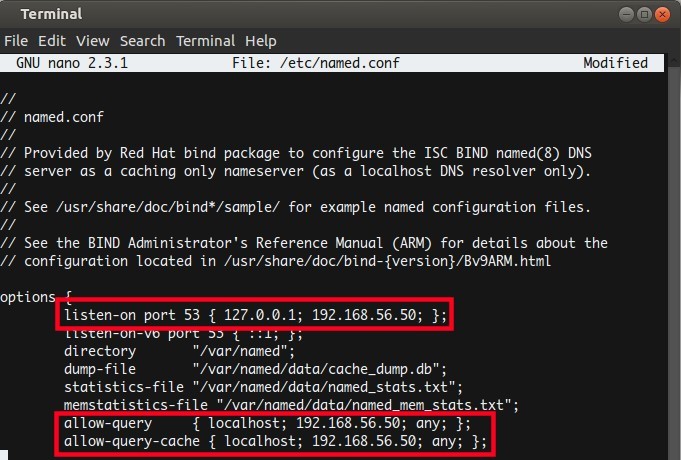 Terminal
File Edit View Search Terminal Help
GNU nano 2.3.1 File: /etc/named.conf Modified
//
// named.conf
//
// Provided by Red Hat bind package to configure the ISC BIND named(8) DNS
// server as a caching only nameserver (as a localhost DNS resolver only).
//
// See /usr/share/doc/bind*/sample/ for example named configuration files.
//
// See the BIND Administrator's Reference Manual (ARM) for details about the
// configuration located in /usr/share/doc/bind-{version}/Bv9ARM.html
options {
listen-on port 53 { 127.0.0.1; 192.168.56.50; };
listen-on-v6 port 53 { ::1; };
directory "/var/named";
dump-file "/var/named/data/cache_dump.db";
statistics-file "/var/named/data/named_stats.txt";
memstatistics-file "/var/named/data/named_mem_stats.txt";
allow-query { localhost; 192.168.56.50; any; };
allow-query-cache { localhost; 192.168.56.50; any; };